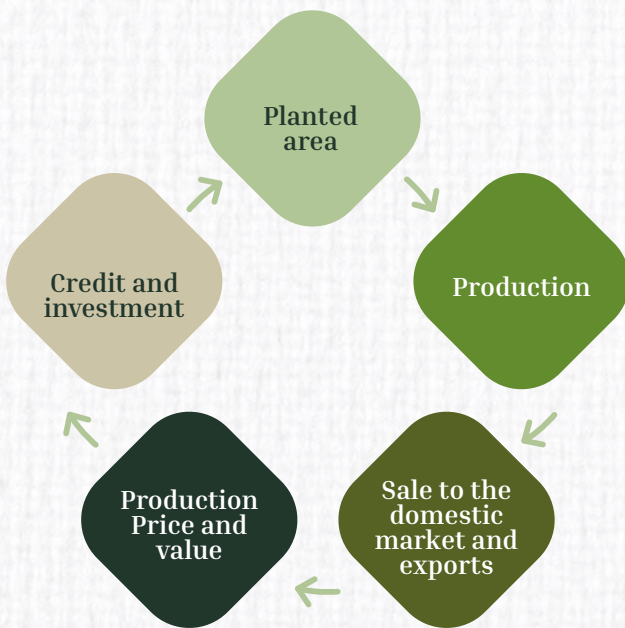 Planted
area
Production
Sale to the
domestic
market and
exports
Production
Price and
value
Credit and
investment